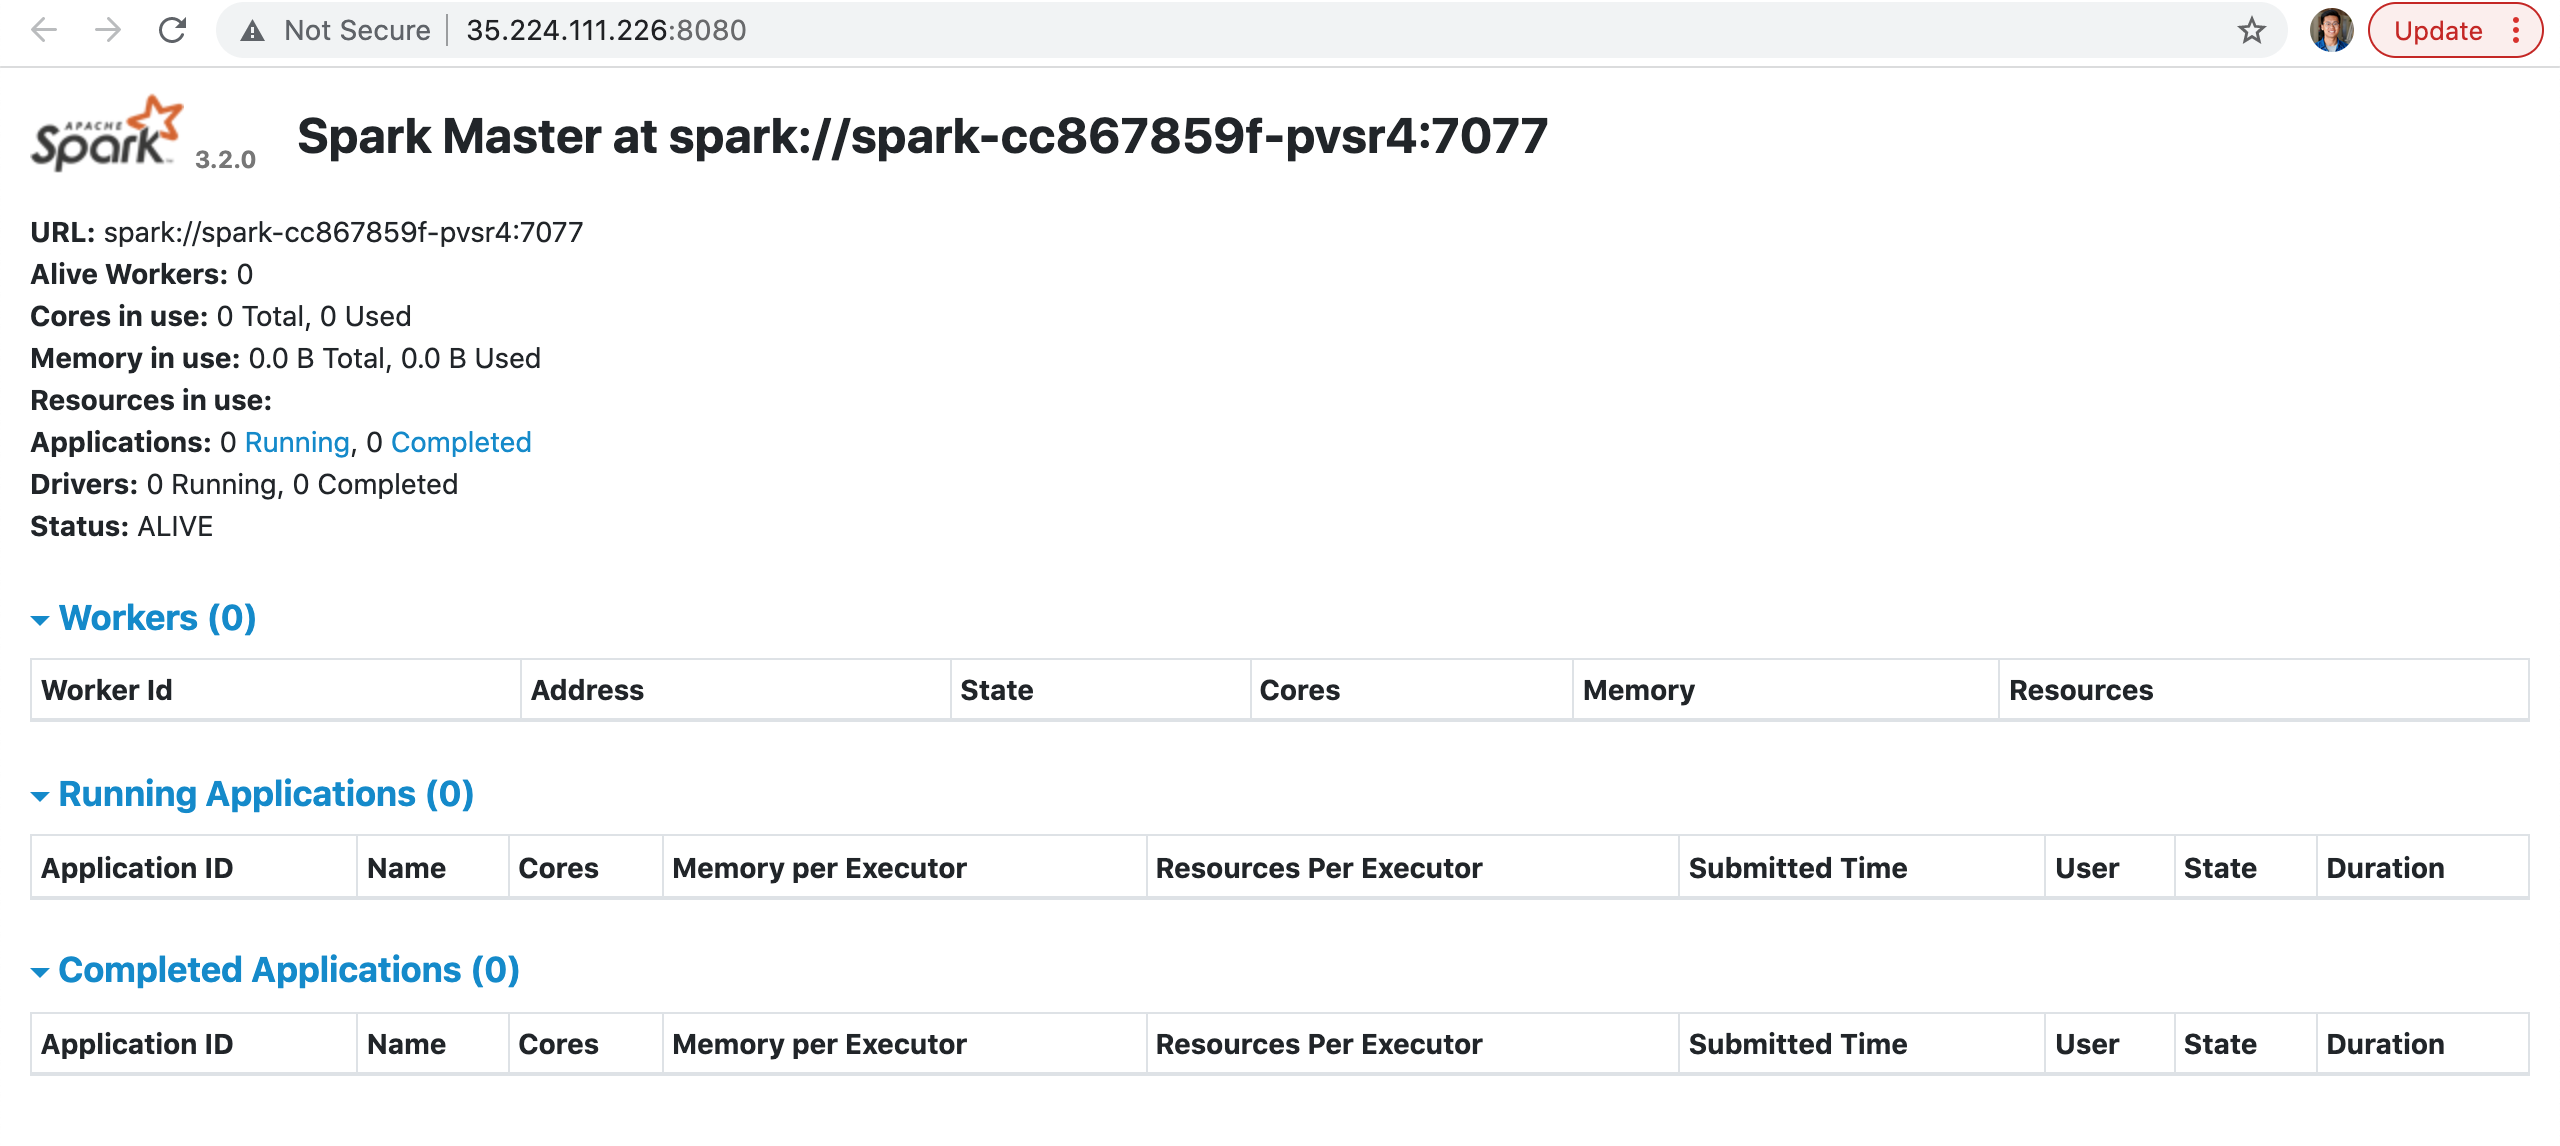 Not Secure | 35.224.111.226:8080
Update
APACHE
Spark™ 3.2.0
Spark Master at spark://spark-cc867859f-pvsr4:7077
URL: spark://spark-cc867859f-pvsr4:7077
Alive Workers: 0
Cores in use: 0 Total, 0 Used
Memory in use: 0.0 B Total, 0.0 B Used
Resources in use:
Applications: 0 Running, 0 Completed
Drivers: 0 Running, 0 Completed
Status: ALIVE
Workers (0)
Worker Id Address State Cores Memory Resources
Running Applications (0)
Application ID Name Cores Memory per Executor Resources Per Executor Submitted Time User State Duration
Completed Applications (0)
Application ID Name Cores Memory per Executor Resources Per Executor Submitted Time User State Duration